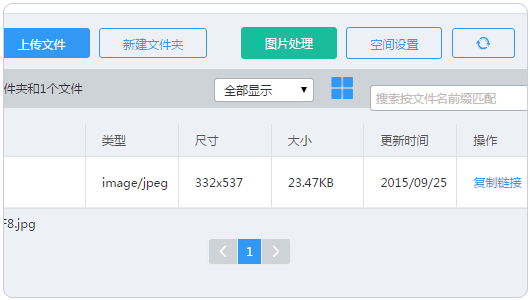 上传文件 新建文件夹 图片处理 空间设置
件夹和1个文件 全部显示 搜索按文件名前缀匹配
类型 尺寸 大小 更新时间 操作
image/jpeg 332x537 23.47KB 2015/09/25 复制链接
F8.jpg
1